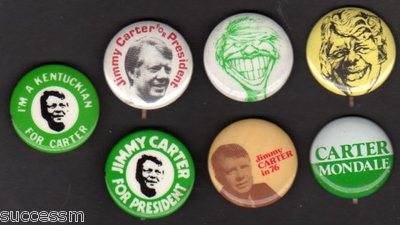 I'M A KENTUCKIAN
FOR CARTER
Jimmy Carter for President
JIMMY CARTER
FOR PRESIDENT
Jimmy
CARTER
in '76
CARTER
MONDALE
successm